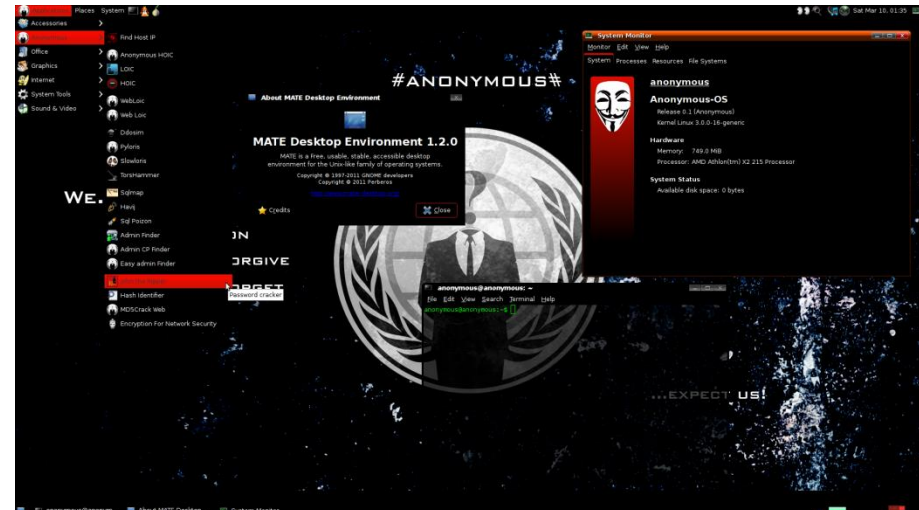 Places System
Sat Mar 10, 01:35
Accessories
Office
Graphics
Internet
System Tools
Sound & Video
Find Host IP
Anonymous HOIC
LOIC
HOIC
WebLoic
Web Loic
Ddosim
Pyloris
Slowloris
TorsHammer
Sqlmap
Havij
Sql Poizon
Admin Finder
Admin CP Finder
Easy admin Finder
Hash Identifier
MD5Crack Web
Encryption For Network Security
Password cracker
#ANONYMOUS#
WE.
ON
ORGIVE
ORGET
...EXPECT US!
About MATE Desktop Environment
MATE Desktop Environment 1.2.0
MATE is a Free, usable, stable, accessible desktop
environment for the Unix-like family of operating systems.
Copyright © 1997-2011 GNOME developers
Copyright © 2011 Perberos
Credits
Close
System Monitor
Monitor Edit View Help
System Processes Resources File Systems
anonymous
Anonymous-OS
Release 0.1 (Anonymous)
Kernel Linux 3.0.0-16-generic
Hardware
Memory: 749.0 MiB
Processor: AMD Athlon(tm) X2 215 Processor
System Status
Available disk space: 0 bytes
anonymous@anonymous: ~
File Edit View Search Terminal Help
anonymous@anonymous:~$
About MATE Desktop
System Monitor